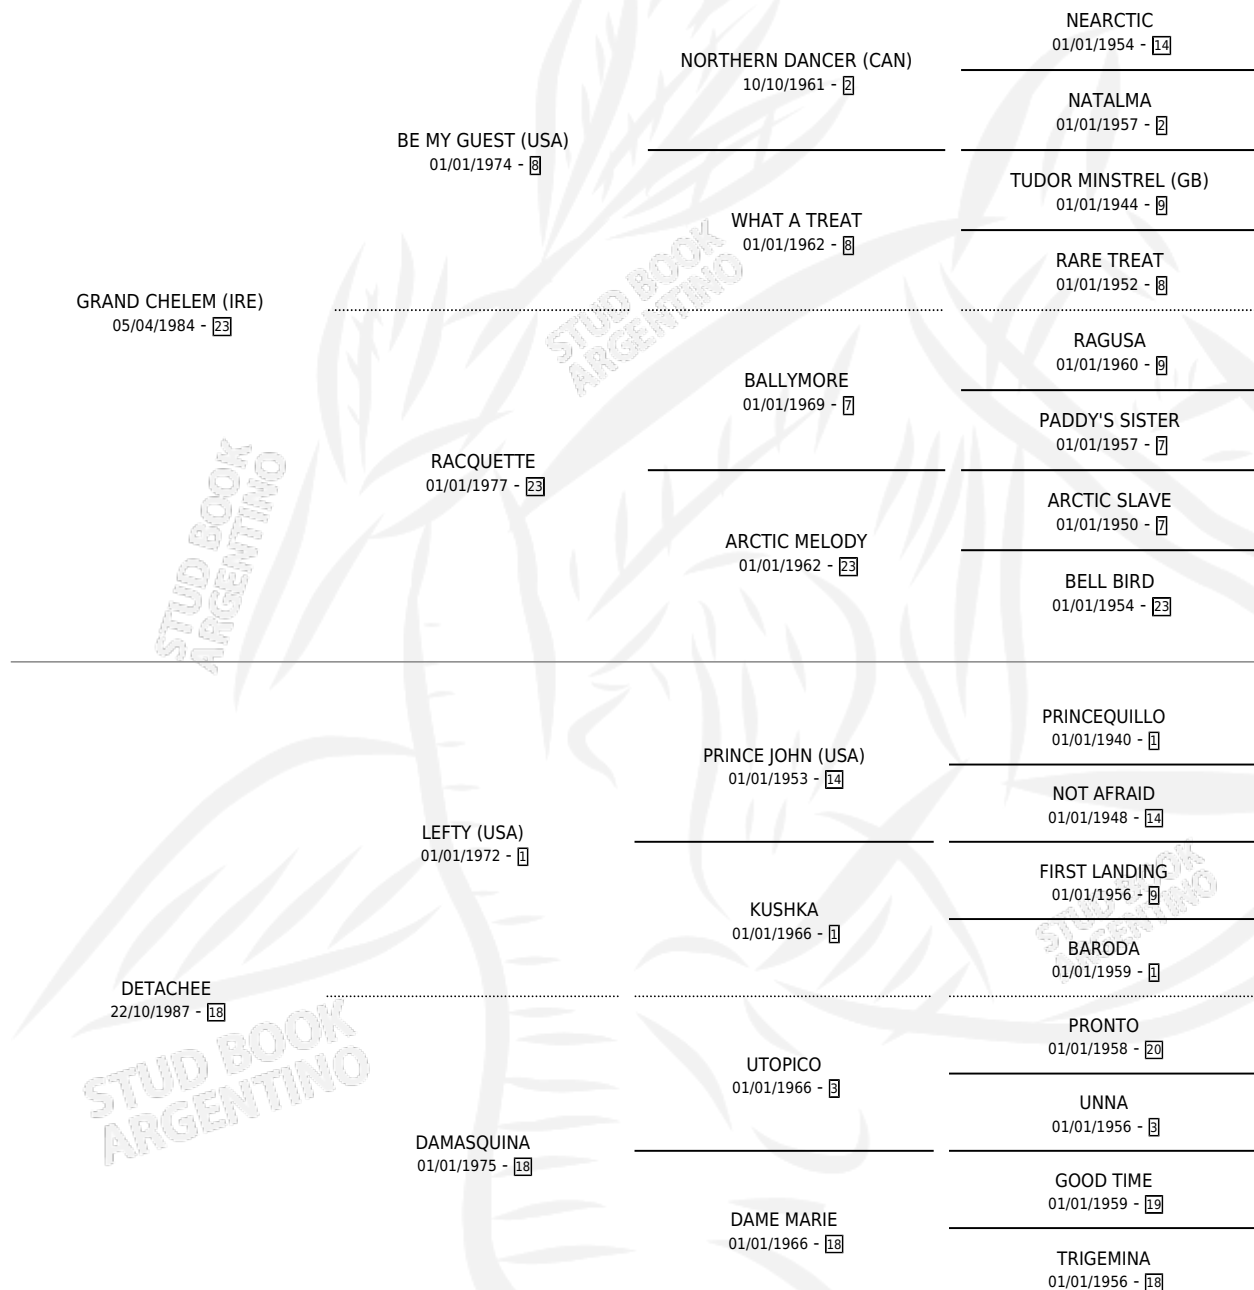 NEARCTIC
01/01/1954 - 14
NORTHERN DANCER (CAN)
10/10/1961 - 2
NATALMA
01/01/1957 - 2
BE MY GUEST (USA)
01/01/1974 - 8
TUDOR MINSTREL (GB)
01/01/1944 - 9
WHAT A TREAT
01/01/1962 - 8
RARE TREAT
01/01/1952 - 8
GRAND CHELEM (IRE)
05/04/1984 - 23
STUD BOOK
ARGENTINO
RAGUSA
01/01/1960 - 9
BALLYMORE
01/01/1969 - 7
PADDY'S SISTER
01/01/1957 - 7
RACQUETTE
01/01/1977 - 23
ARCTIC SLAVE
01/01/1950 - 7
ARCTIC MELODY
01/01/1962 - 23
BELL BIRD
01/01/1954 - 23
STUD BOOK
ARGENTINO
PRINCEQUILLO
01/01/1940 - 1
PRINCE JOHN (USA)
01/01/1953 - 14
NOT AFRAID
01/01/1948 - 14
LEFTY (USA)
01/01/1972 - 1
FIRST LANDING
01/01/1956 - 9
KUSHKA
01/01/1966 - 1
STUD BOOK
ARGENTINO
BARODA
01/01/1959 - 1
DETACHEE
22/10/1987 - 18
STUD BOOK
ARGENTINO
PRONTO
01/01/1958 - 20
UTOPICO
01/01/1966 - 3
UNNA
01/01/1956 - 3
DAMASQUINA
01/01/1975 - 18
GOOD TIME
01/01/1959 - 19
DAME MARIE
01/01/1966 - 18
TRIGEMINA
01/01/1956 - 18